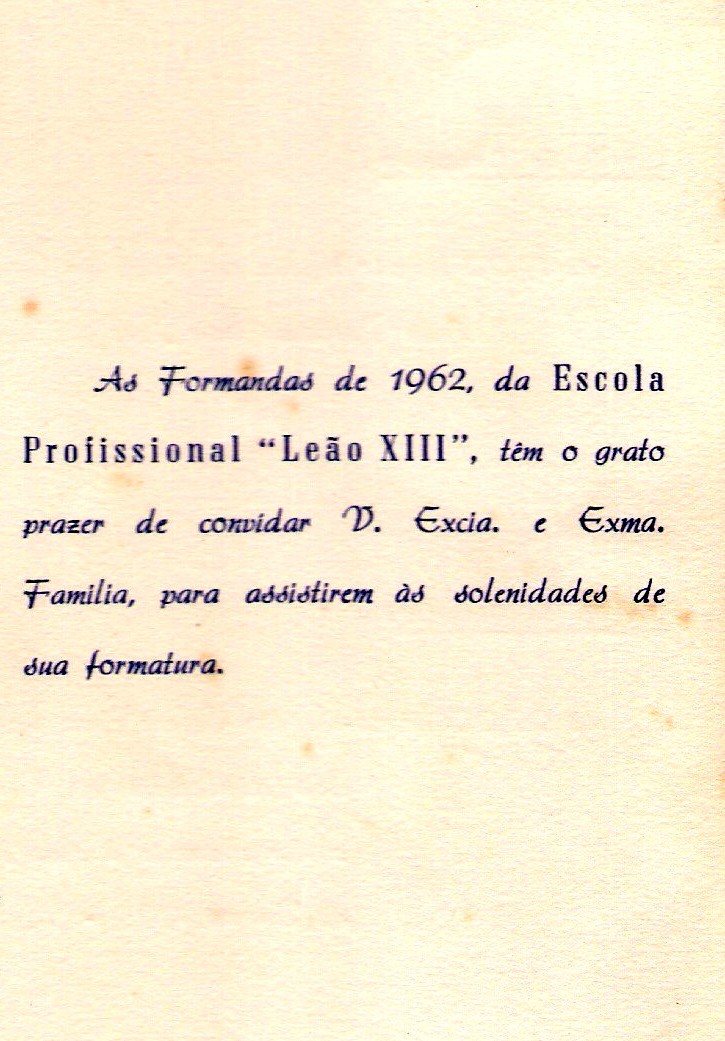 As Formandas de 1962, da Escola
Profissional “Leão XIII”, têm o grato
prazer de convidar V. Excia. e Exma.
Familia, para assistirem às solenidades de
sua formatura.